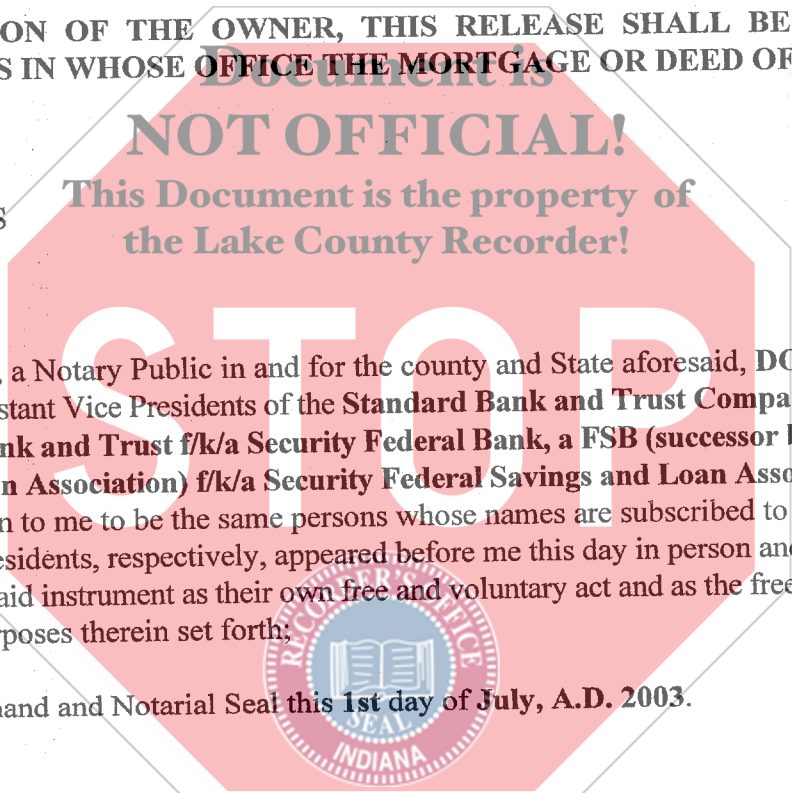 ON OF THE OWNER, THIS RELEASE SHALL BE
S IN WHOSE OFFICE THE MORTGAGE OR DEED OF
Document is
NOT OFFICIAL!
This Document is the property of
the Lake County Recorder!
S
STOP
, a Notary Public in and for the county and State aforesaid, DO
stant Vice Presidents of the Standard Bank and Trust Compa
nk and Trust f/k/a Security Federal Bank, a FSB (successor
n Association) f/k/a Security Federal Savings and Loan Asso
n to me to be the same persons whose names are subscribed to
esidents, respectively, appeared before me this day in person and
aid instrument as their own free and voluntary act and as the free
rposes therein set forth;
hand and Notarial Seal this 1st day of July, A.D. 2003.
RECORDER'S OFFICE
SEAL
INDIANA